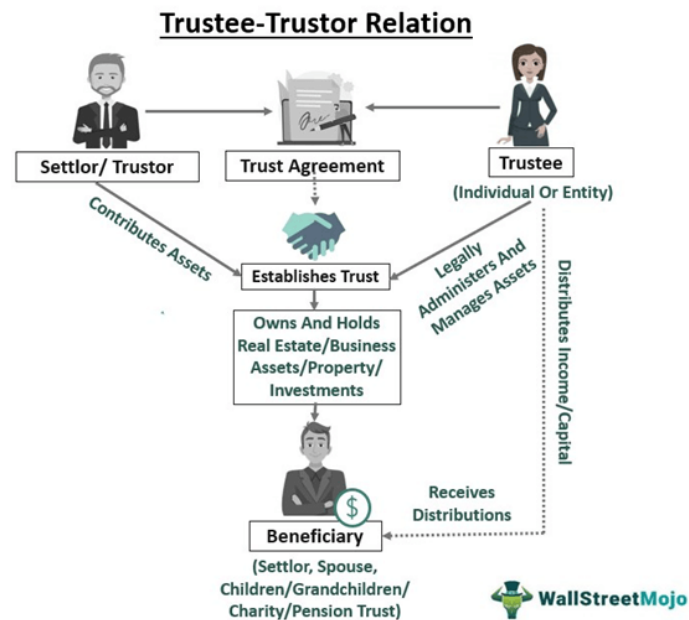 Trustee-Trustor Relation
Settlor/ Trustor
Trust Agreement
Trustee
(Individual Or Entity)
Contributes Assets
Establishes Trust
Legally
Administers And
Manages Assets
Distributes Income/Capital
Owns And Holds
Real Estate/Business
Assets/Property/
Investments
$
Receives
Distributions
Beneficiary
(Settlor, Spouse,
Children/Grandchildren/
Charity/Pension Trust)
WallStreetMojo